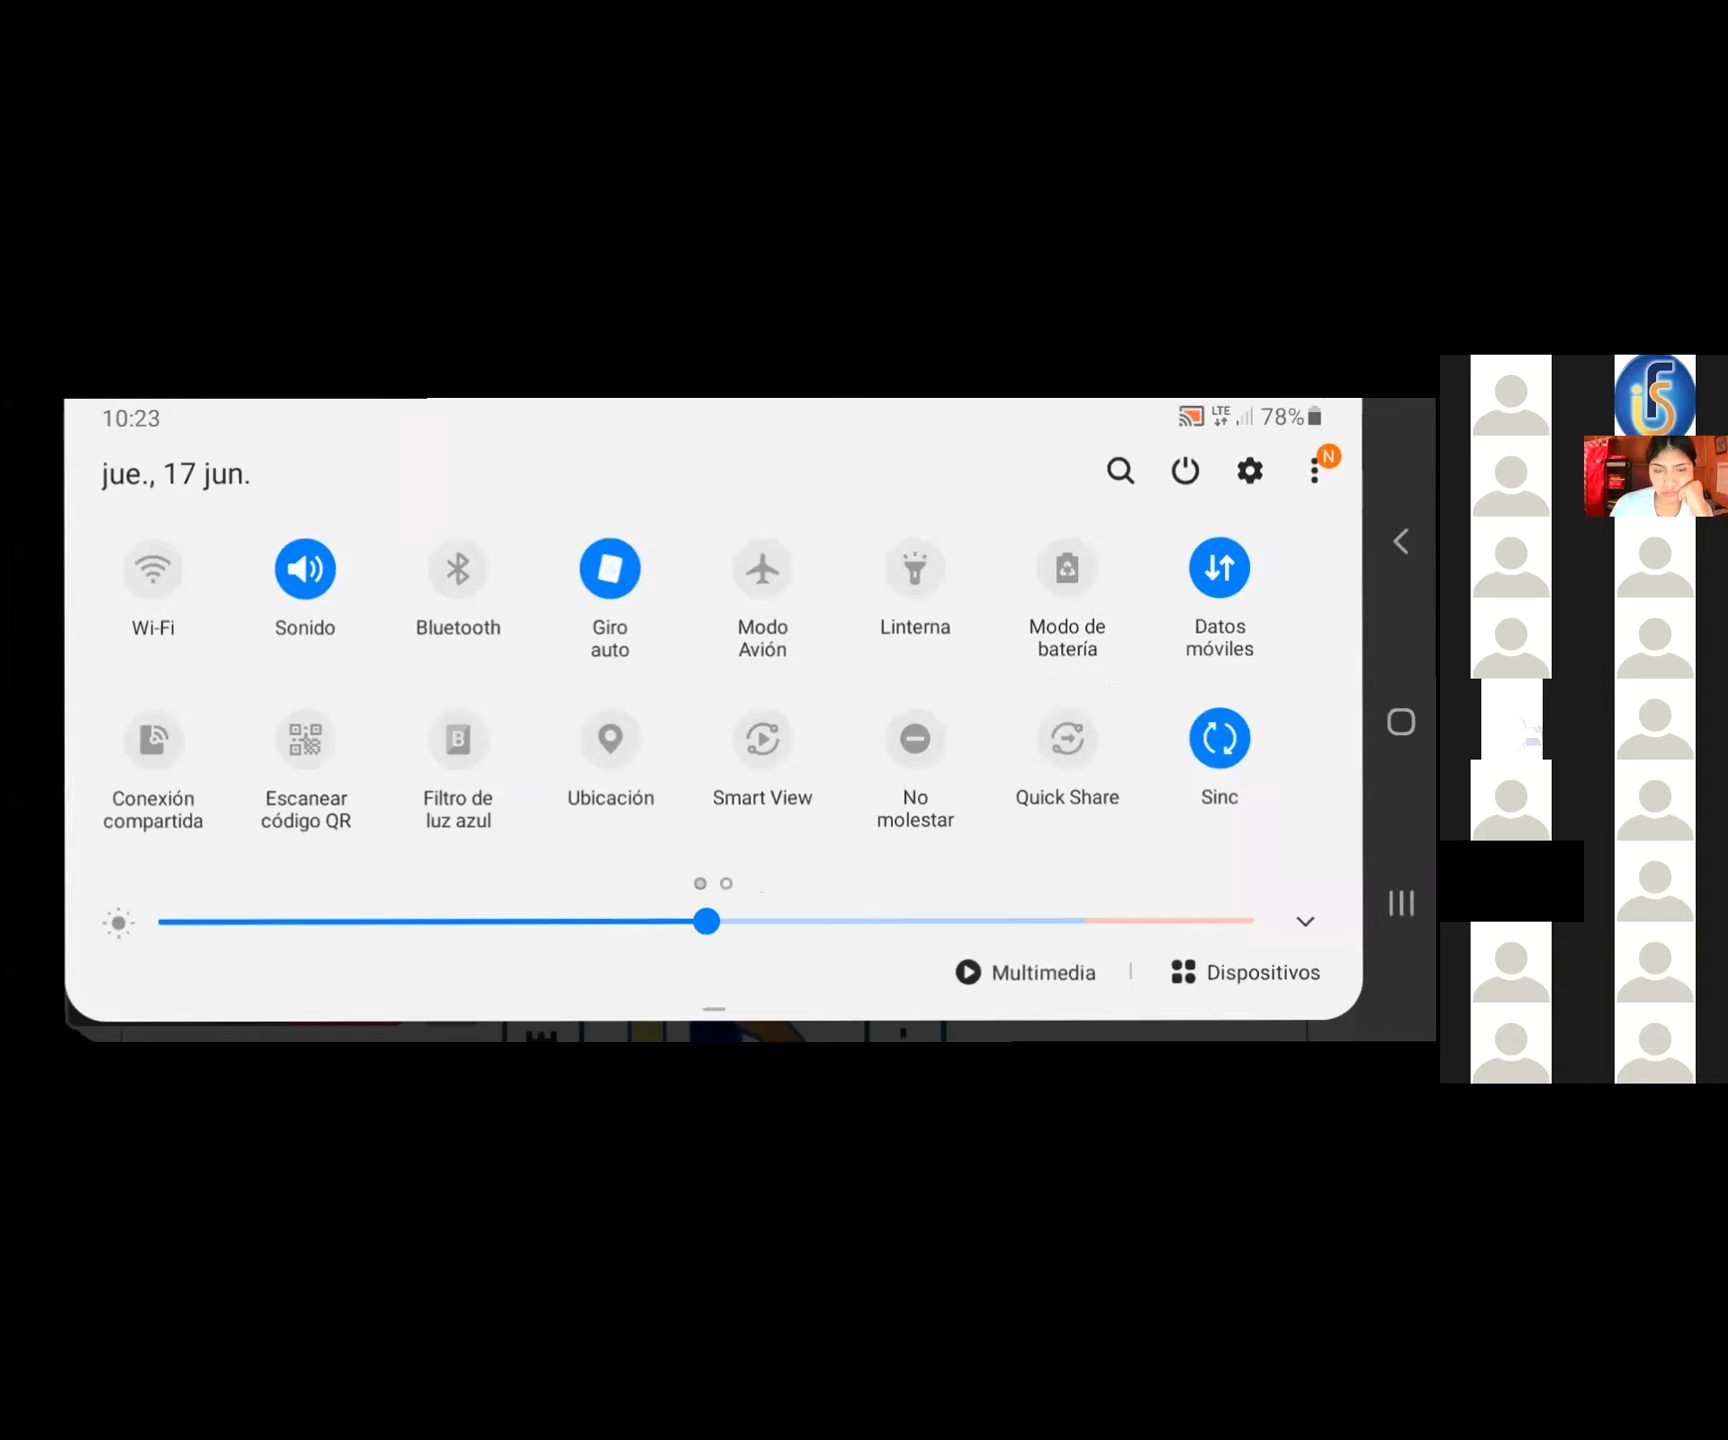 10:23
LTE 78%
jue., 17 jun.
N
Wi-Fi
Sonido
Bluetooth
Giro
auto
Modo
Avión
Linterna
Modo de
batería
Datos
móviles
Conexión
compartida
Escanear
código QR
Filtro de
luz azul
Ubicación
Smart View
No
molestar
Quick Share
Sinc
Multimedia
Dispositivos